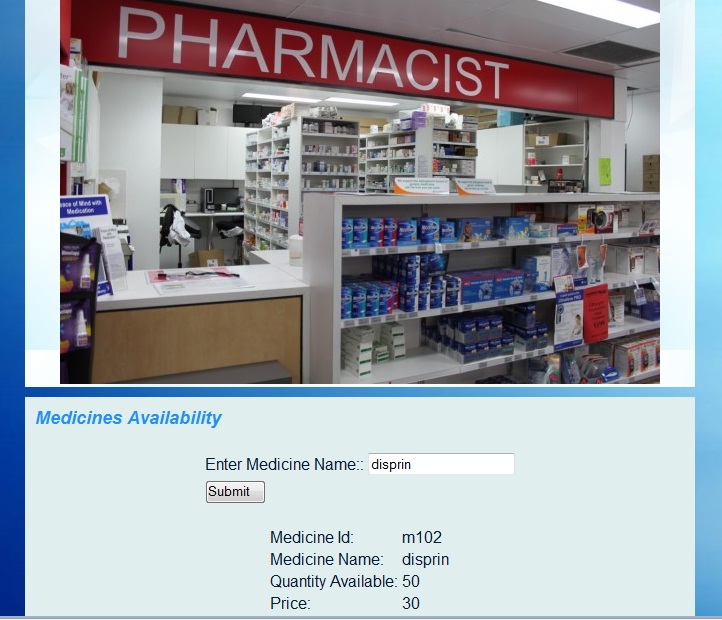 PHARMACIST
Peace of Mind with
Medication
Medicines Availability
Enter Medicine Name:: disprin
Submit
Medicine Id: m102
Medicine Name: disprin
Quantity Available: 50
Price: 30